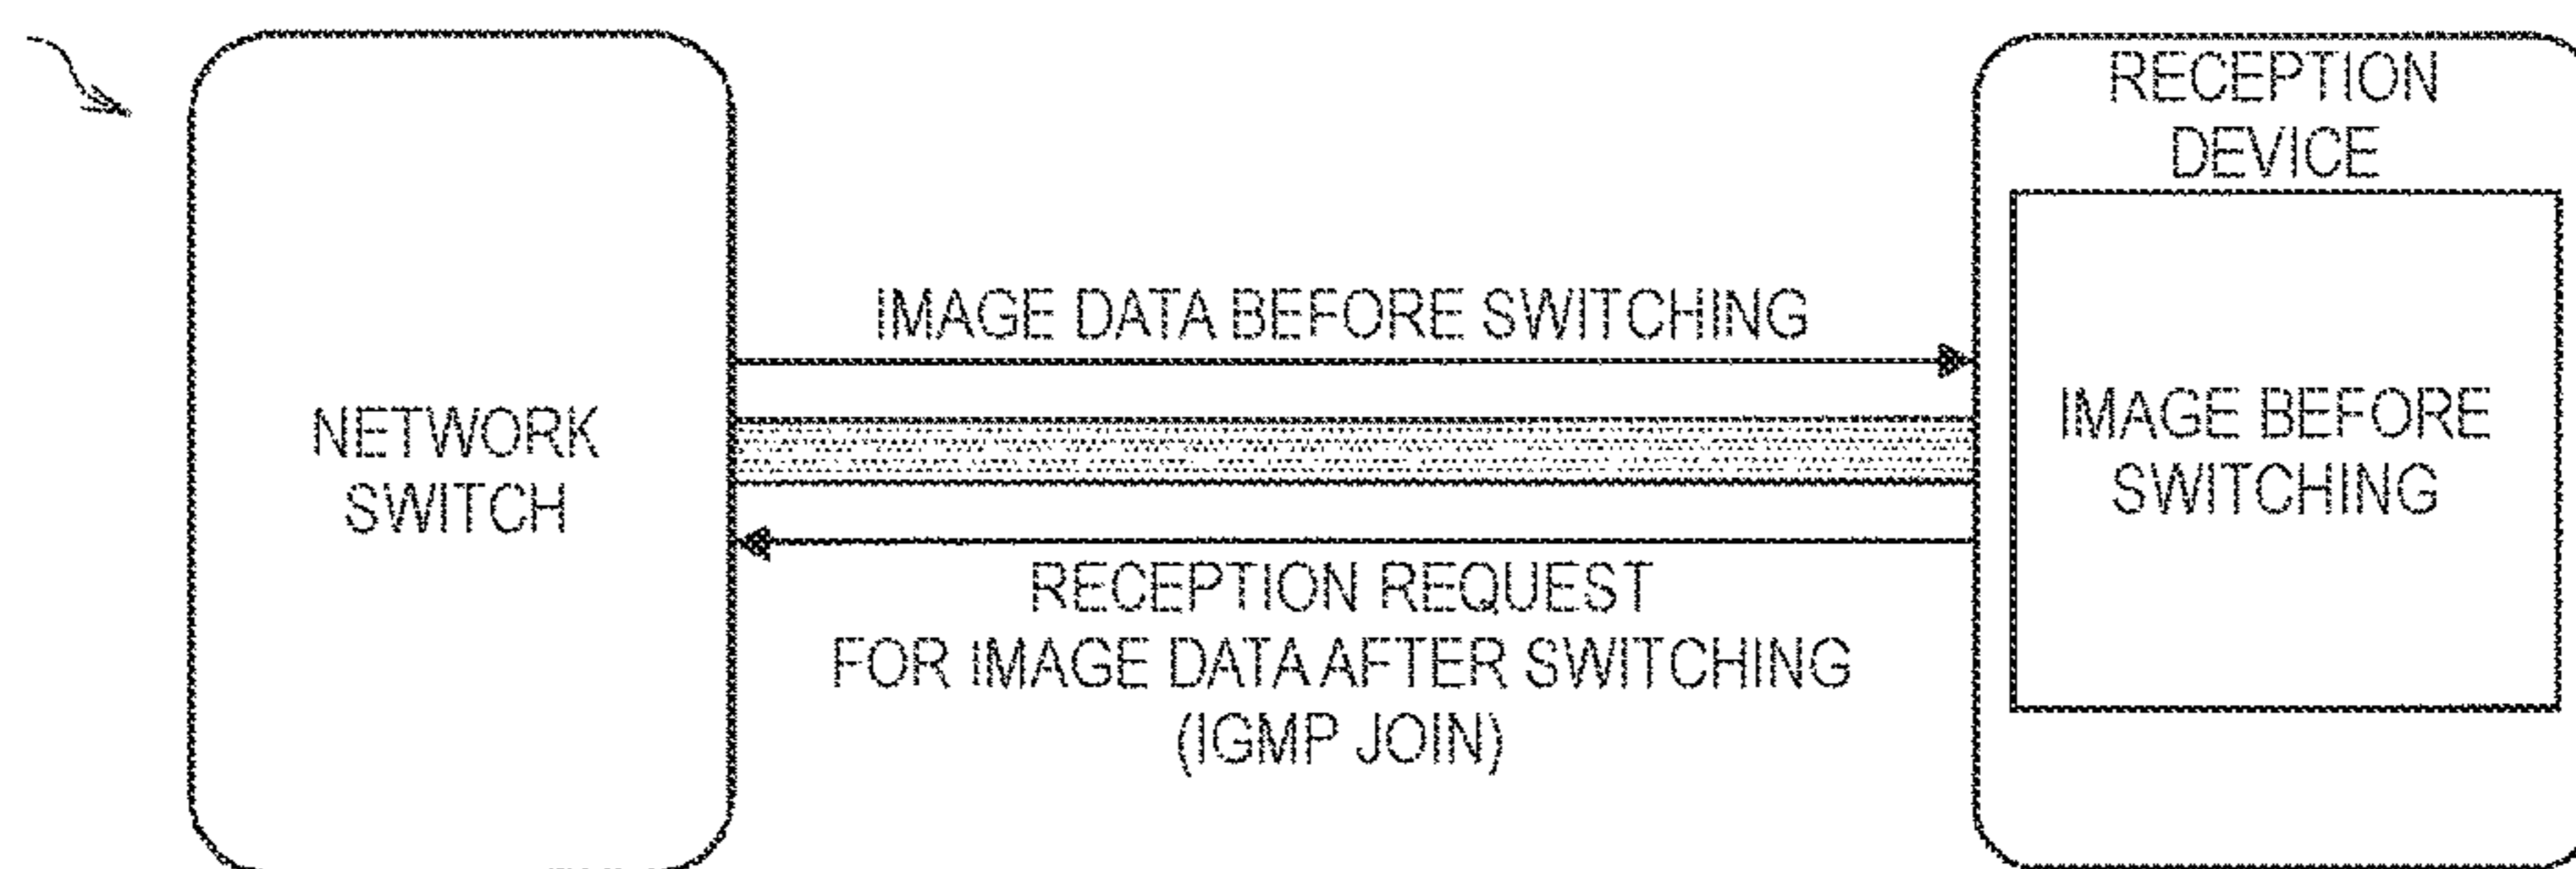 NETWORK
SWITCH
IMAGE DATA BEFORE SWITCHING
RECEPTION REQUEST
FOR IMAGE DATA AFTER SWITCHING
(IGMP JOIN)
RECEPTION
DEVICE
IMAGE BEFORE
SWITCHING